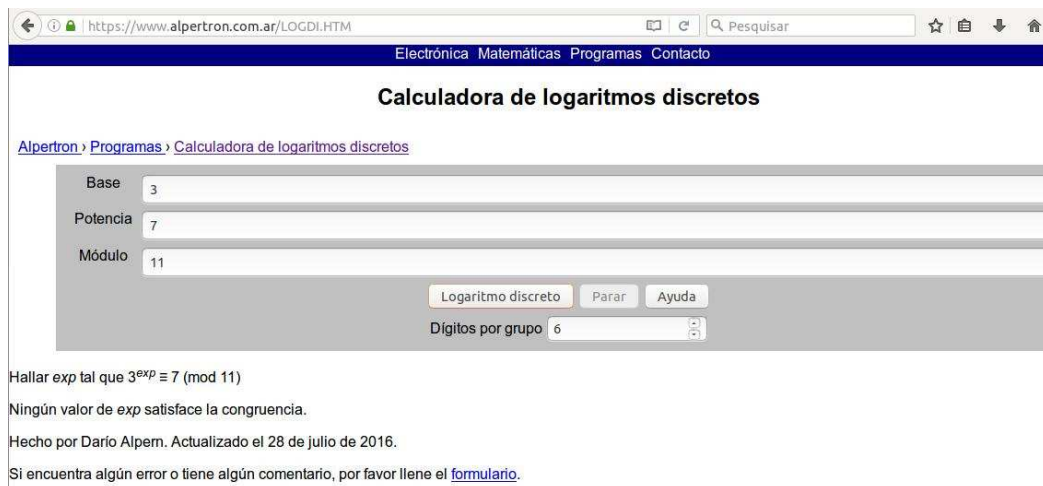 https://www.alpertron.com.ar/LOGDI.HTM Pesquisar
Electrónica Matemáticas Programas Contacto
Calculadora de logaritmos discretos
Alpertron › Programas › Calculadora de logaritmos discretos
Base 3
Potencia 7
Módulo 11
Logaritmo discreto Parar Ayuda
Dígitos por grupo 6
Hallar exp tal que 3^exp ≡ 7 (mod 11)
Ningún valor de exp satisface la congruencia.
Hecho por Darío Alpern. Actualizado el 28 de julio de 2016.
Si encuentra algún error o tiene algún comentario, por favor llene el formulario.